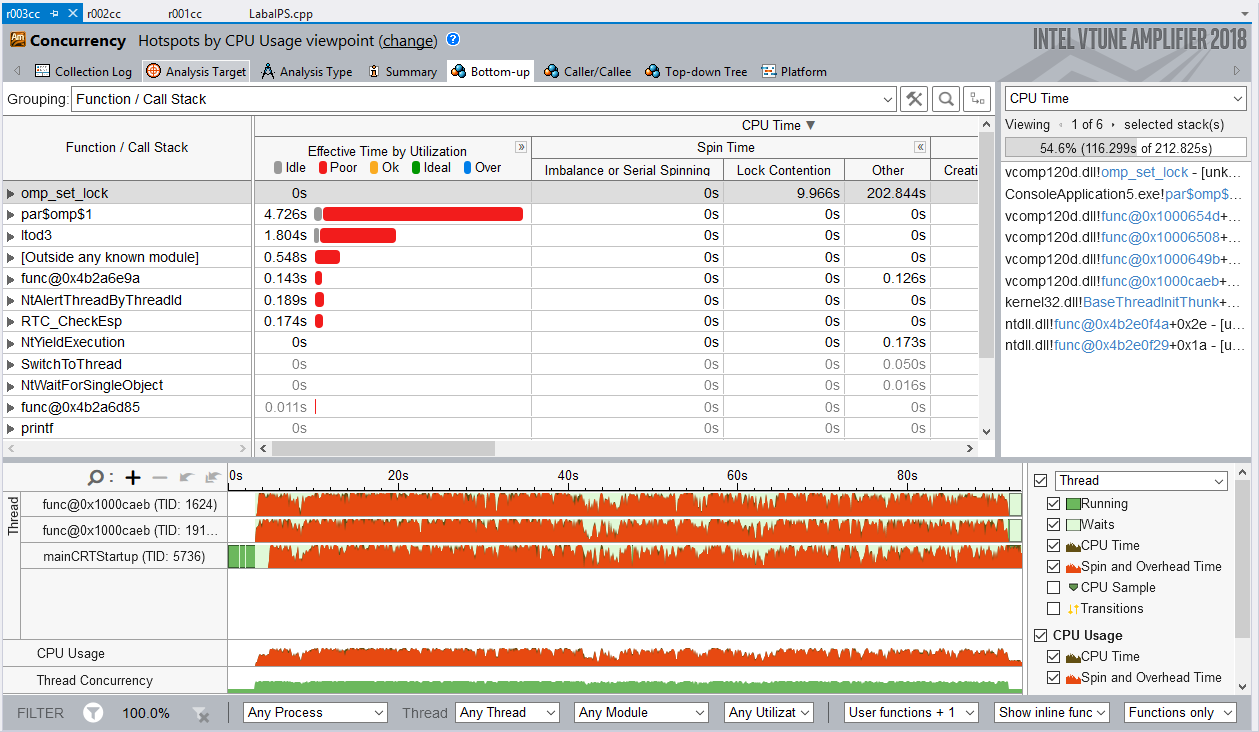 r003cc r002cc r001cc LabaIPS.cpp
Am Concurrency Hotspots by CPU Usage viewpoint (change) ? INTEL VTUNE AMPLIFIER 2018
Collection Log Analysis Target Analysis Type Summary Bottom-up Caller/Callee Top-down Tree Platform
Grouping: Function / Call Stack
Function / Call Stack
CPU Time
Effective Time by Utilization
Idle Poor Ok Ideal Over
Spin Time
Imbalance or Serial Spinning Lock Contention Other Creati
omp_set_lock 0s 0s 9.966s 202.844s
par$omp$1 4.726s 0s 0s 0s
ltod3 1.804s 0s 0s 0s
[Outside any known module] 0.548s 0s 0s 0s
func@0x4b2a6e9a 0.143s 0s 0s 0.126s
NtAlertThreadByThreadId 0.189s 0s 0s 0s
RTC_CheckEsp 0.174s 0s 0s 0s
NtYieldExecution 0s 0s 0s 0.173s
SwitchToThread 0s 0s 0s 0.050s
NtWaitForSingleObject 0s 0s 0s 0.016s
func@0x4b2a6d85 0.011s 0s 0s 0s
printf 0s 0s 0s 0s
CPU Time
Viewing 1 of 6 selected stack(s)
54.6% (116.299s of 212.825s)
vcomp120d.dll!omp_set_lock - [unk...
ConsoleApplication5.exe!par$omp$...
vcomp120d.dll!func@0x1000654d+...
vcomp120d.dll!func@0x10006508+...
vcomp120d.dll!func@0x1000649b+...
vcomp120d.dll!func@0x1000caeb+...
kernel32.dll!BaseThreadInitThunk+...
ntdll.dll!func@0x4b2e0f4a+0x2e - [u...
ntdll.dll!func@0x4b2e0f29+0x1a - [u...
0s 20s 40s 60s 80s
Thread
func@0x1000caeb (TID: 1624)
func@0x1000caeb (TID: 191...
mainCRTStartup (TID: 5736)
CPU Usage
Thread Concurrency
Thread
Running
Waits
CPU Time
Spin and Overhead Time
CPU Sample
Transitions
CPU Usage
CPU Time
Spin and Overhead Time
FILTER 100.0% Any Process Thread Any Thread Any Module Any Utilizat User functions + 1 Show inline func Functions only